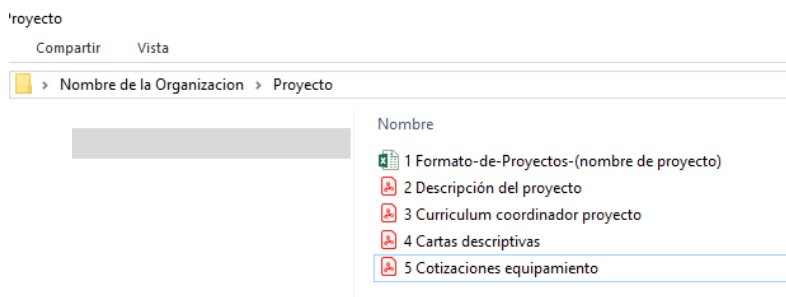 Proyecto
Compartir Vista
> Nombre de la Organizacion > Proyecto
Nombre
1 Formato-de-Proyectos-(nombre de proyecto)
2 Descripción del proyecto
3 Curriculum coordinador proyecto
4 Cartas descriptivas
5 Cotizaciones equipamiento